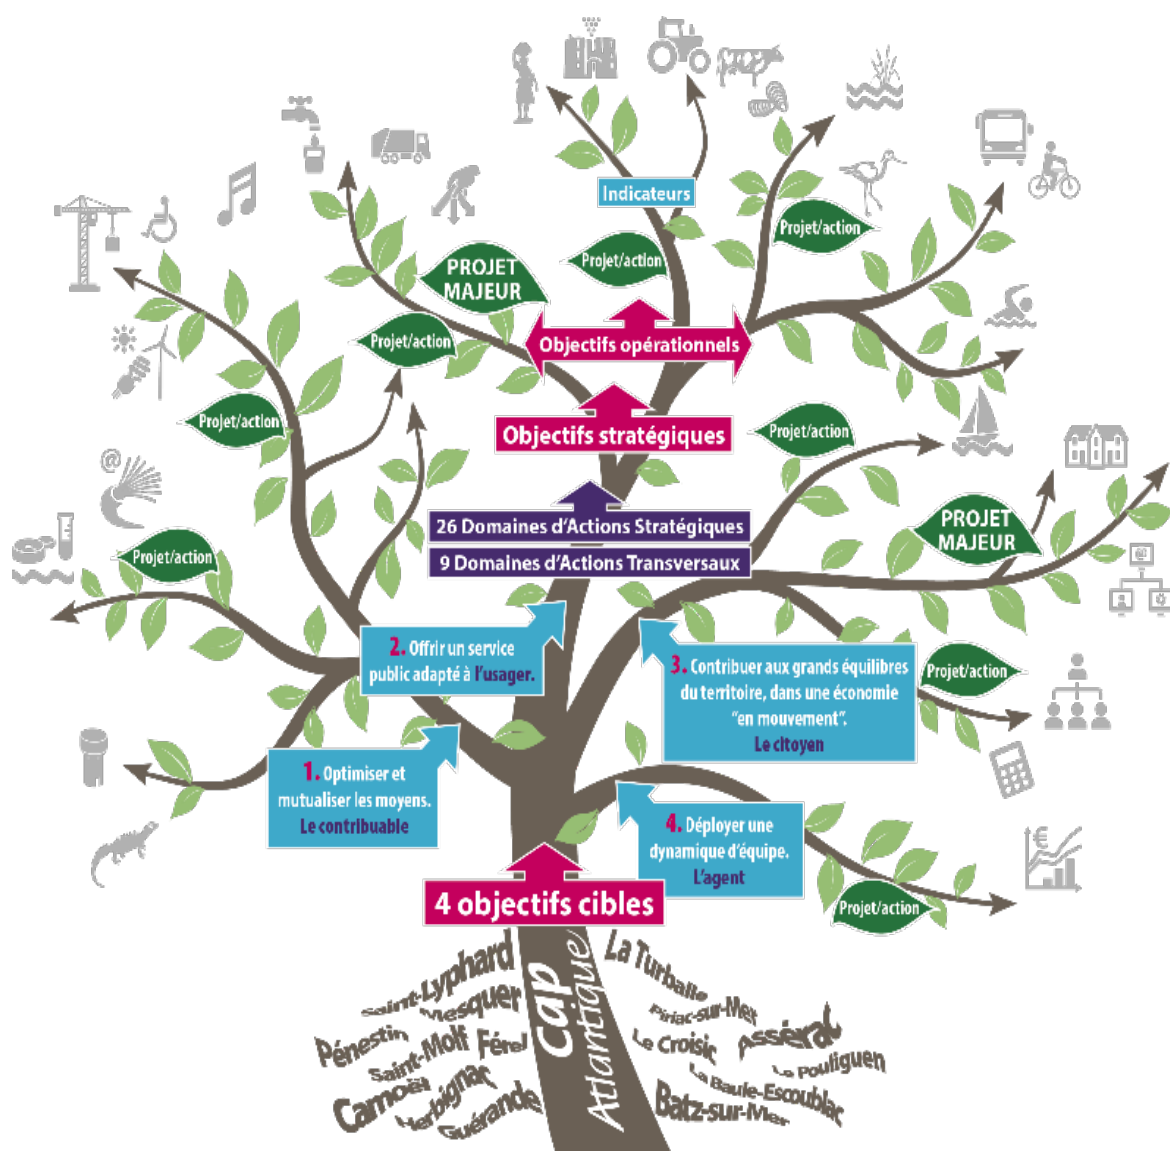 Indicateurs
Projet/action
Projet/action
PROJET
MAJEUR
Projet/action
Objectifs opérationnels
Projet/action
Objectifs stratégiques
Projet/action
@
26 Domaines d'Actions Stratégiques
9 Domaines d'Actions Transversaux
PROJET
MAJEUR
Projet/action
@
2. Offrir un service
public adapté à l'usager.
3. Contribuer aux grands équilibres
du territoire, dans une économie
"en mouvement".
Le citoyen
Projet/action
1. Optimiser et
mutualiser les moyens.
Le contribuable
4. Déployer une
dynamique d'équipe.
L'agent
€
4 objectifs cibles
Projet/action
Cap
Atlantique
Saint-Lyphard
Mesquer
Pénestin
Saint-Molf
Férel
Camoël
Herbignac
Guérande
La Turballe
Piriac-sur-Mer
Le Croisic
Assérac
Le Pouliguen
La Baule-Escoublac
Batz-sur-Mer